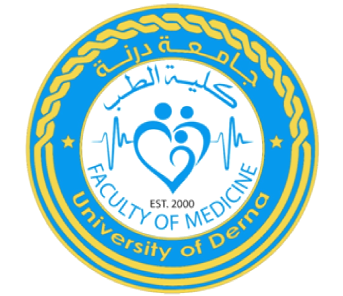 جامعة درنة
كلية الطب
EST. 2000
FACULTY OF MEDICINE
University of Derna